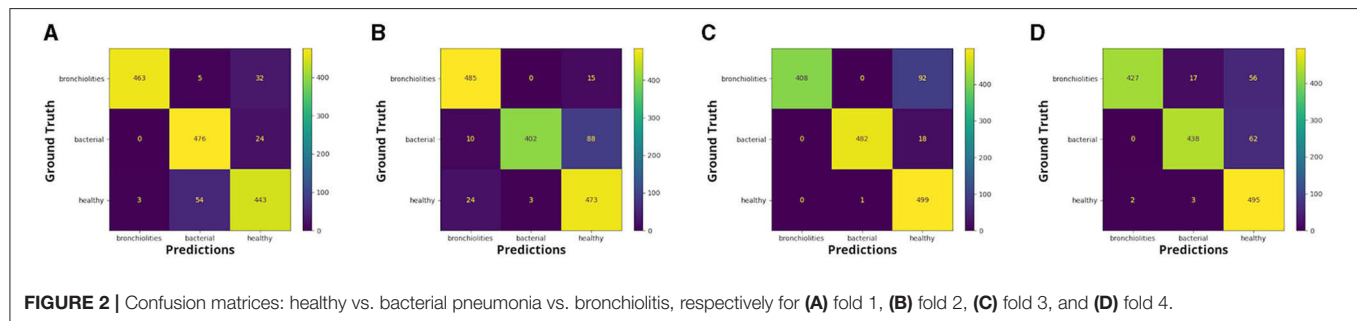 A
B
C
D
Ground Truth
bronchiolities
bacterial
healthy
463 5 32
0 476 24
3 54 443
bronchiolities bacterial healthy
Predictions
400
300
200
100
0
Ground Truth
bronchiolities
bacterial
healthy
485 0 15
10 402 88
24 3 473
bronchiolities bacterial healthy
Predictions
400
300
200
100
0
Ground Truth
bronchiolities
bacterial
healthy
408 0 92
0 482 18
0 1 499
bronchiolities bacterial healthy
Predictions
400
300
200
100
0
Ground Truth
bronchiolities
bacterial
healthy
427 17 56
0 438 62
2 3 495
bronchiolities bacterial healthy
Predictions
400
300
200
100
0
FIGURE 2 | Confusion matrices: healthy vs. bacterial pneumonia vs. bronchiolitis, respectively for (A) fold 1, (B) fold 2, (C) fold 3, and (D) fold 4.